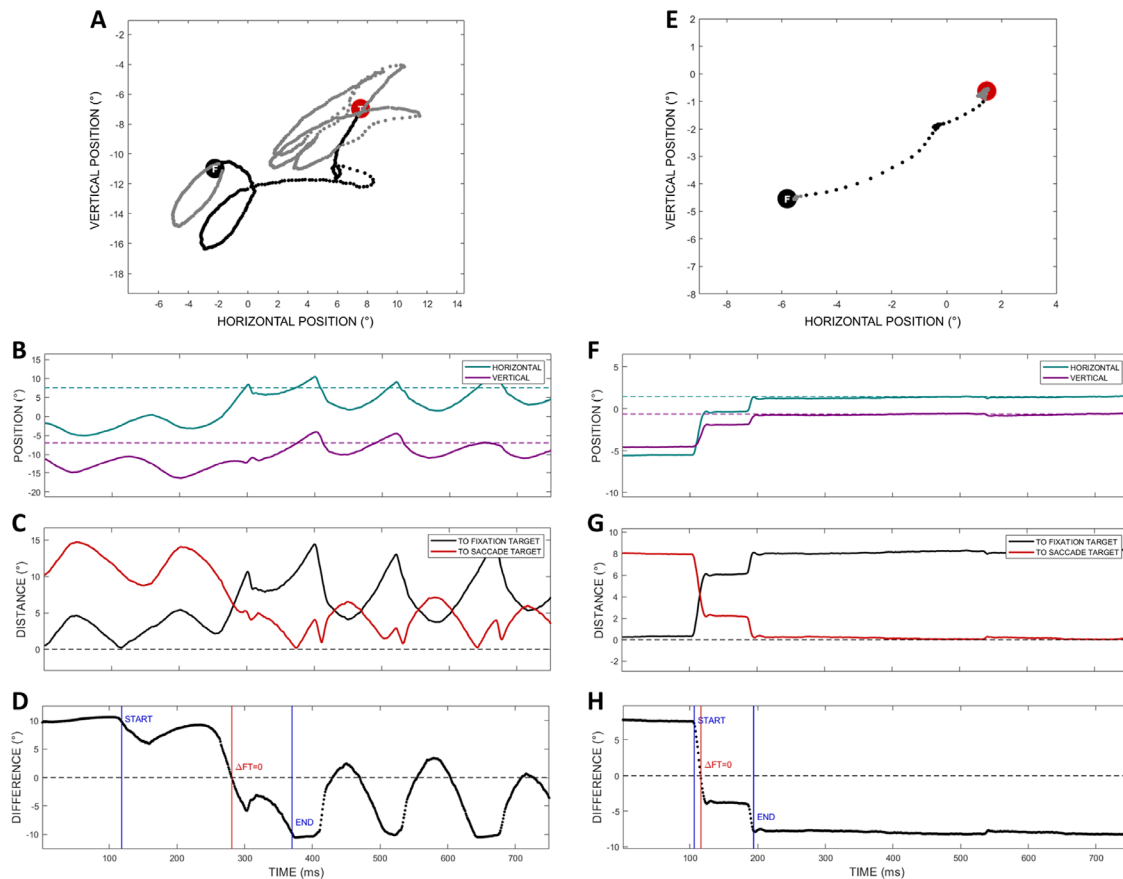 A
-2
-4
-6
-8
-10
-12
-14
-16
-18
VERTICAL POSITION (°)
F
T
-6
-4
-2
0
2
4
6
8
10
12
14
HORIZONTAL POSITION (°)
E
2
1
0
-1
-2
-3
-4
-5
-6
-7
-8
VERTICAL POSITION (°)
F
-8
-6
-4
-2
0
2
4
HORIZONTAL POSITION (°)
B
15
10
5
0
-5
-10
-15
-20
POSITION (°)
HORIZONTAL
VERTICAL
F
5
0
-5
-10
POSITION (°)
HORIZONTAL
VERTICAL
C
15
10
5
0
DISTANCE (°)
TO FIXATION TARGET
TO SACCADE TARGET
G
10
8
6
4
2
0
-2
DISTANCE (°)
TO FIXATION TARGET
TO SACCADE TARGET
D
10
5
0
-5
-10
DIFFERENCE (°)
START
ΔFT=0
END
0
100
200
300
400
500
600
700
TIME (ms)
H
10
5
0
-5
-10
DIFFERENCE (°)
START
ΔFT=0
END
0
100
200
300
400
500
600
700
TIME (ms)